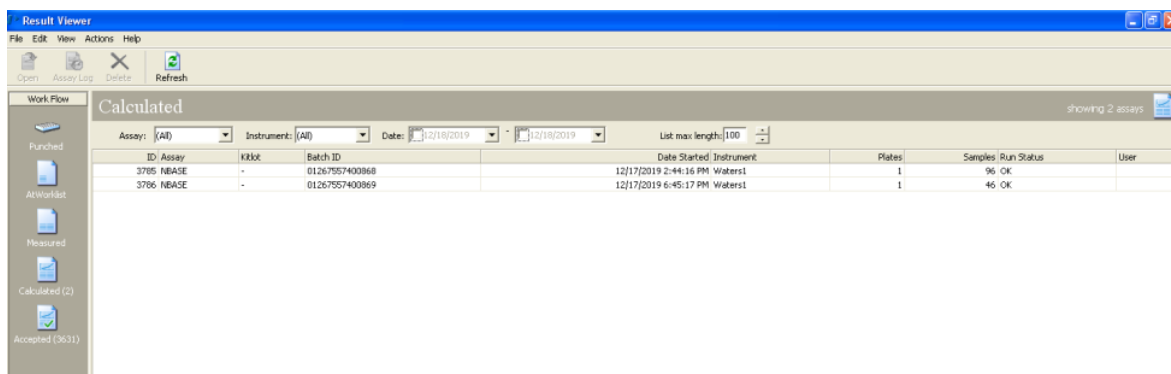 Result Viewer
File Edit View Actions Help
Open Assay Log Delete Refresh
Work Flow
Calculated
showing 2 assays
Punched
AtWorklist
Measured
Calculated (2)
Accepted (3631)
Assay: (All) Instrument: (All) Date: 12/18/2019 - 12/18/2019 List max length: 100
ID Assay Kitlot Batch ID Date Started Instrument Plates Samples Run Status User
3785 NBASE - 01267557400868 12/17/2019 2:44:16 PM Waters1 1 96 OK
3786 NBASE - 01267557400869 12/17/2019 6:45:17 PM Waters1 1 46 OK